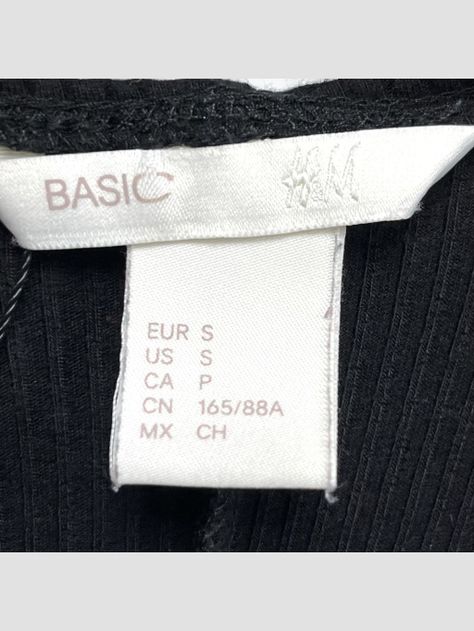 BASIC H&M
EUR S
US S
CA P
CN 165/88A
MX CH